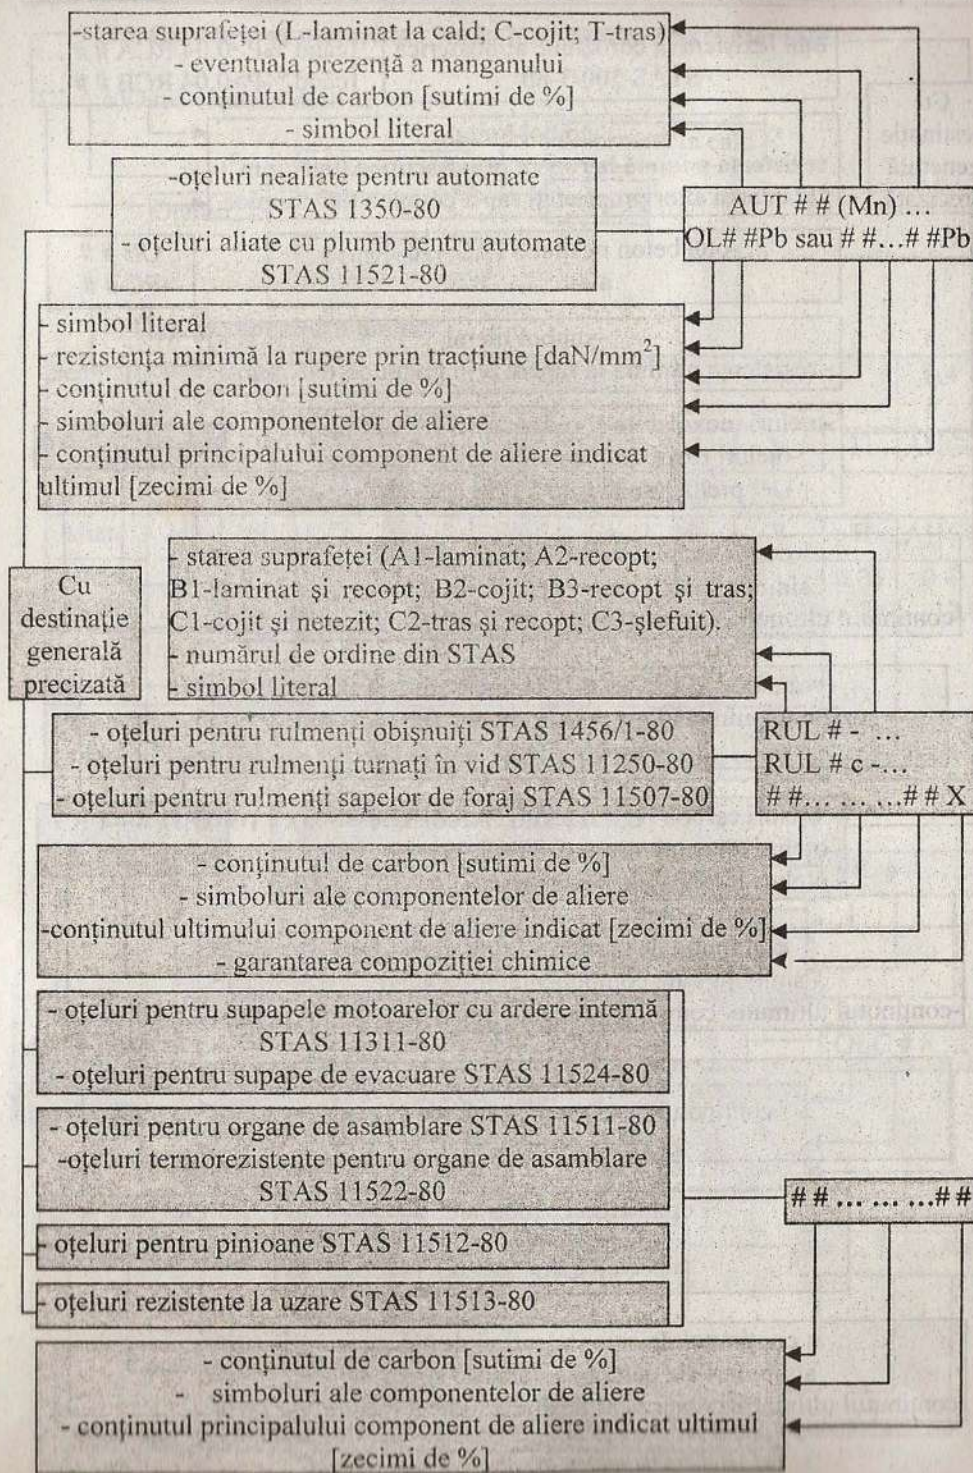 -starea suprafeței (L-laminat la cald; C-cojit; T-tras)
- eventuala prezență a manganului
- conținutul de carbon [sutimi de %]
- simbol literal
-oțeluri nealiate pentru automate
STAS 1350-80
- oțeluri aliate cu plumb pentru automate
STAS 11521-80
AUT # # (Mn) ...
OL# #Pb sau # #...# #Pb
- simbol literal
- rezistența minimă la rupere prin tracțiune [daN/mm²]
- conținutul de carbon [sutimi de %]
- simboluri ale componentelor de aliere
- conținutul principalului component de aliere indicat
ultimul [zecimi de %]
Cu
destinație
generală
precizată
- starea suprafeței (A1-laminat; A2-recopt;
B1-laminat și recopt; B2-cojit; B3-recopt și tras;
C1-cojit și netezit; C2-tras și recopt; C3-șlefuit).
- numărul de ordine din STAS
- simbol literal
- oțeluri pentru rulmenți obișnuiți STAS 1456/1-80
- oțeluri pentru rulmenți turnați în vid STAS 11250-80
- oțeluri pentru rulmenți sapelor de foraj STAS 11507-80
RUL # - ...
RUL # c -...
# #... ... ...# # X
- conținutul de carbon [sutimi de %]
- simboluri ale componentelor de aliere
-conținutul ultimului component de aliere indicat [zecimi de %]
- garantarea compoziției chimice
- oțeluri pentru supapele motoarelor cu ardere internă
STAS 11311-80
- oțeluri pentru supape de evacuare STAS 11524-80
- oțeluri pentru organe de asamblare STAS 11511-80
-oțeluri termorezistente pentru organe de asamblare
STAS 11522-80
# # ... ... ...# #
- oțeluri pentru pinioane STAS 11512-80
- oțeluri rezistente la uzare STAS 11513-80
- conținutul de carbon [sutimi de %]
- simboluri ale componentelor de aliere
- conținutul principalului component de aliere indicat ultimul
[zecimi de %]